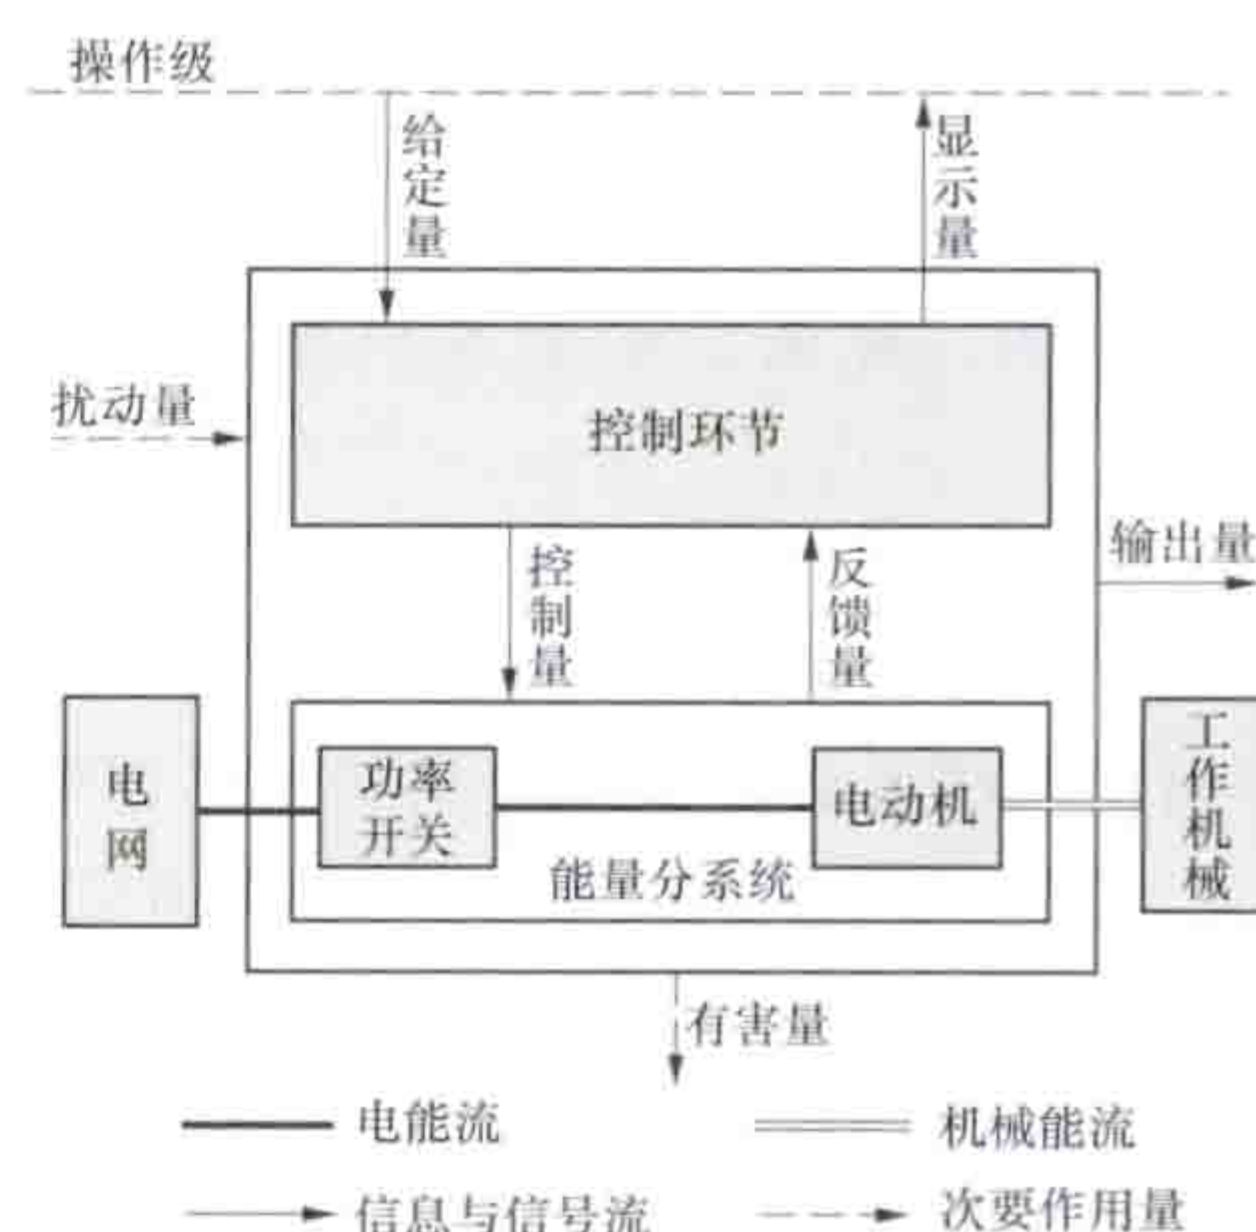 操作级
给定量
显示量
扰动量
控制环节
输出量
控制量
反馈量
电网
功率
开关
电动机
工作机械
能量分系统
有害量
电能流
机械能流
信息与信号流
次要作用量